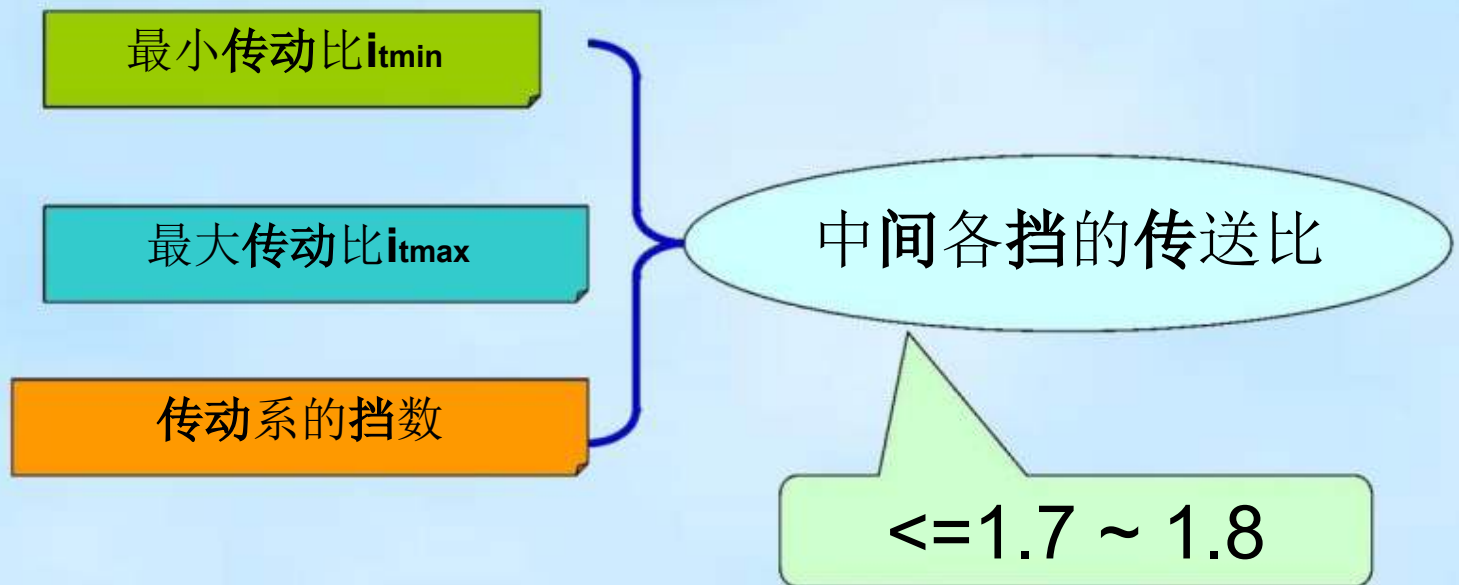 最小传动比itmin
最大传动比itmax
中间各挡的传送比
传动系的挡数
<=1.7 ~ 1.8